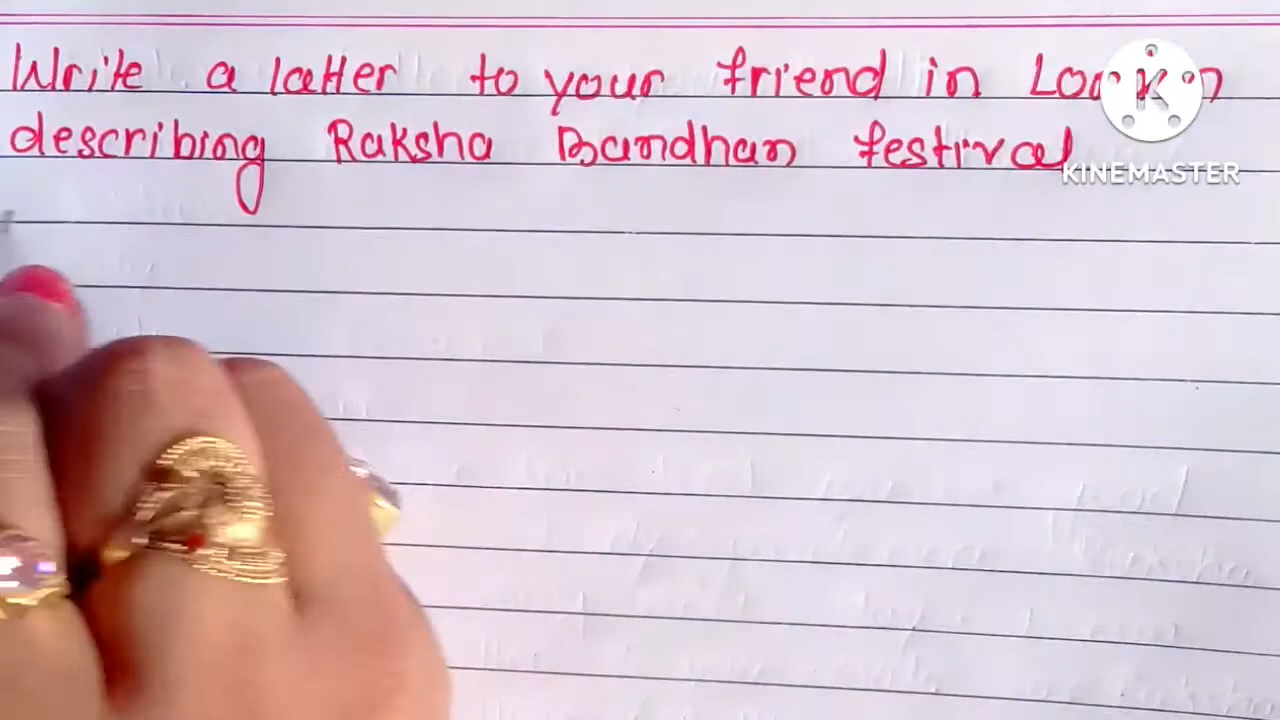 Write a latter to your friend in
describing Raksha Bandhan festival
K
KINEMASTER